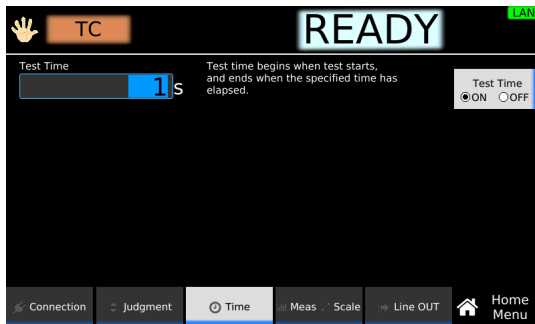 TC
READY
LAN
Test Time
1 s
Test time begins when test starts,
and ends when the specified time has
elapsed.
Test Time
ON OFF
Connection
Judgment
Time
Meas Scale
Line OUT
Home
Menu